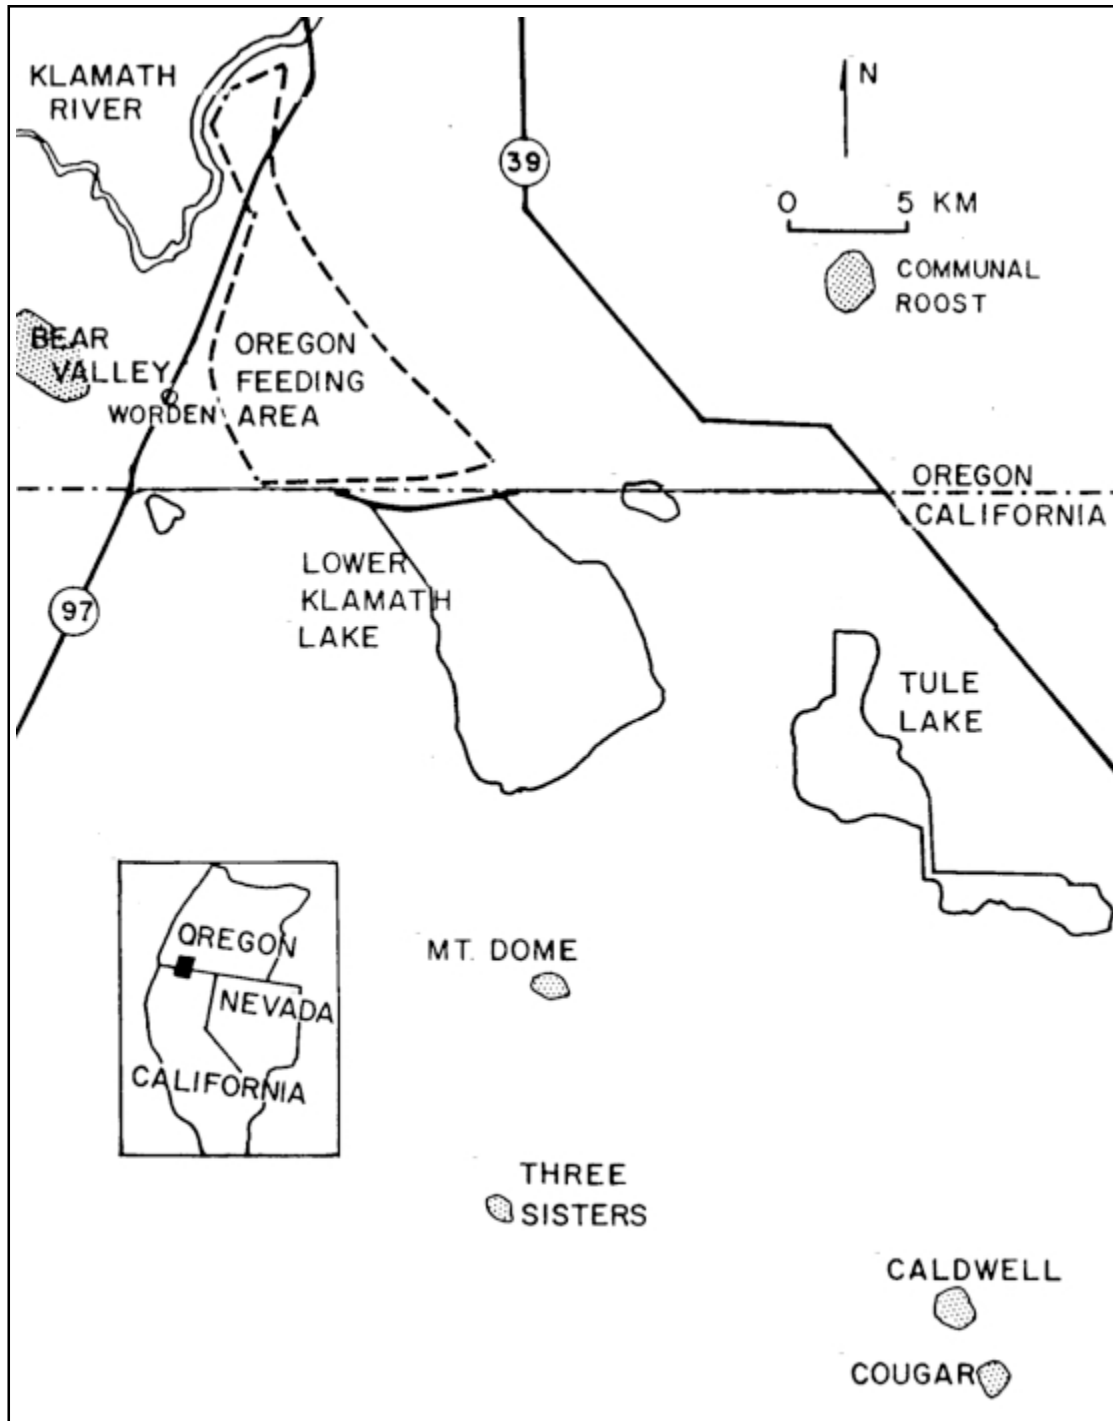 KLAMATH
RIVER
N
39
0 5 KM
COMMUNAL
ROOST
BEAR
VALLEY
WORDEN
OREGON
FEEDING
AREA
OREGON
CALIFORNIA
97
LOWER
KLAMATH
LAKE
TULE
LAKE
MT. DOME
OREGON
NEVADA
CALIFORNIA
THREE
SISTERS
CALDWELL
COUGAR